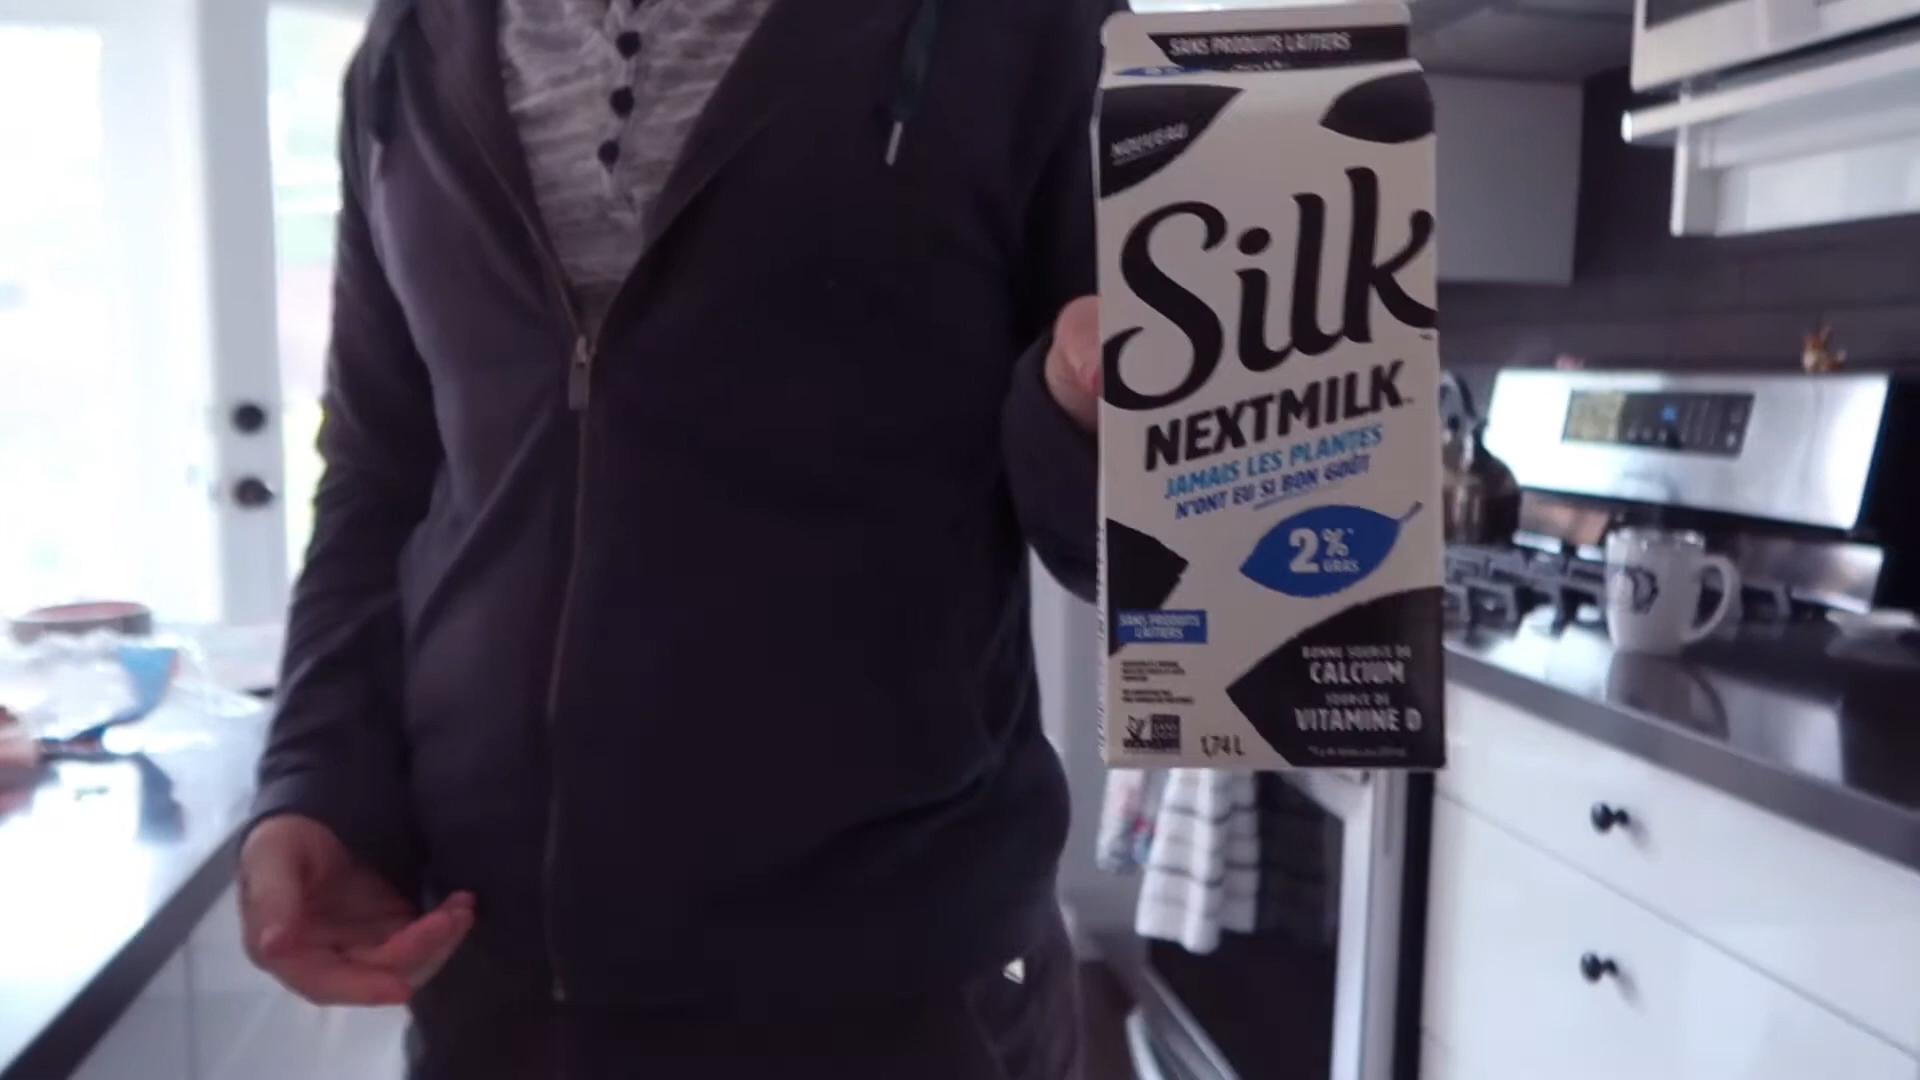 SANS PRODUITS LAITIERS
NOUVEAU
Silk
NEXTMILK
JAMAIS LES PLANTES
N'ONT EU SI BON GOÛT
2%
GRAS
SANS PRODUITS
LAITIERS
BONNE SOURCE DE
CALCIUM
SOURCE DE
VITAMINE D
1,74 L